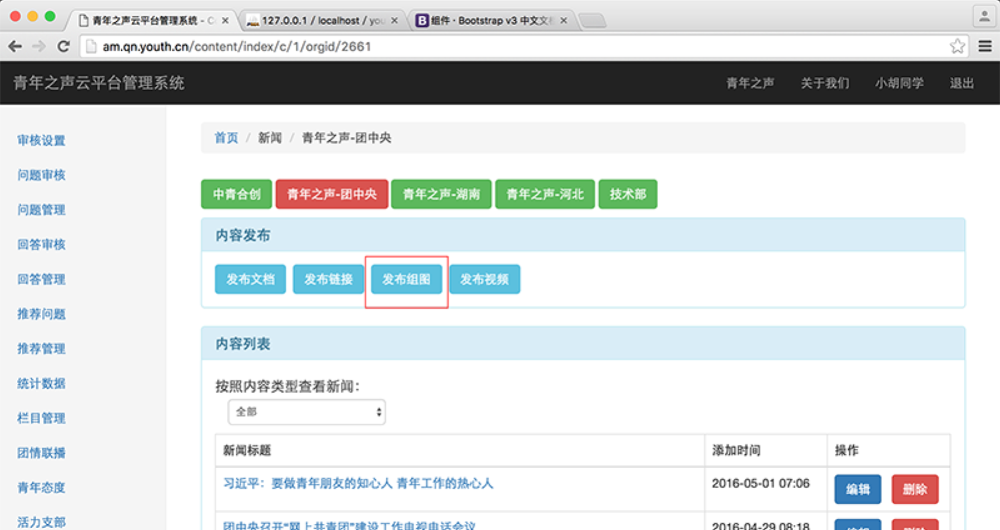 青年之声云平台管理系统 - C
127.0.0.1 / localhost / you
B 组件 · Bootstrap v3 中文文档
am.qn.youth.cn/content/index/c/1/orgid/2661
青年之声云平台管理系统
青年之声 关于我们 小胡同学 退出
审核设置
问题审核
问题管理
回答审核
回答管理
推荐问题
推荐管理
统计数据
栏目管理
团情联播
青年态度
活力支部
首页 / 新闻 / 青年之声-团中央
中青合创 青年之声-团中央 青年之声-湖南 青年之声-河北 技术部
内容发布
发布文档 发布链接 发布组图 发布视频
内容列表
按照内容类型查看新闻：
全部
新闻标题 添加时间 操作
习近平：要做青年朋友的知心人 青年工作的热心人 2016-05-01 07:06 编辑 删除
团中央召开“网上共青团”建设工作电视电话会议 2016-04-29 08:18 编辑 删除